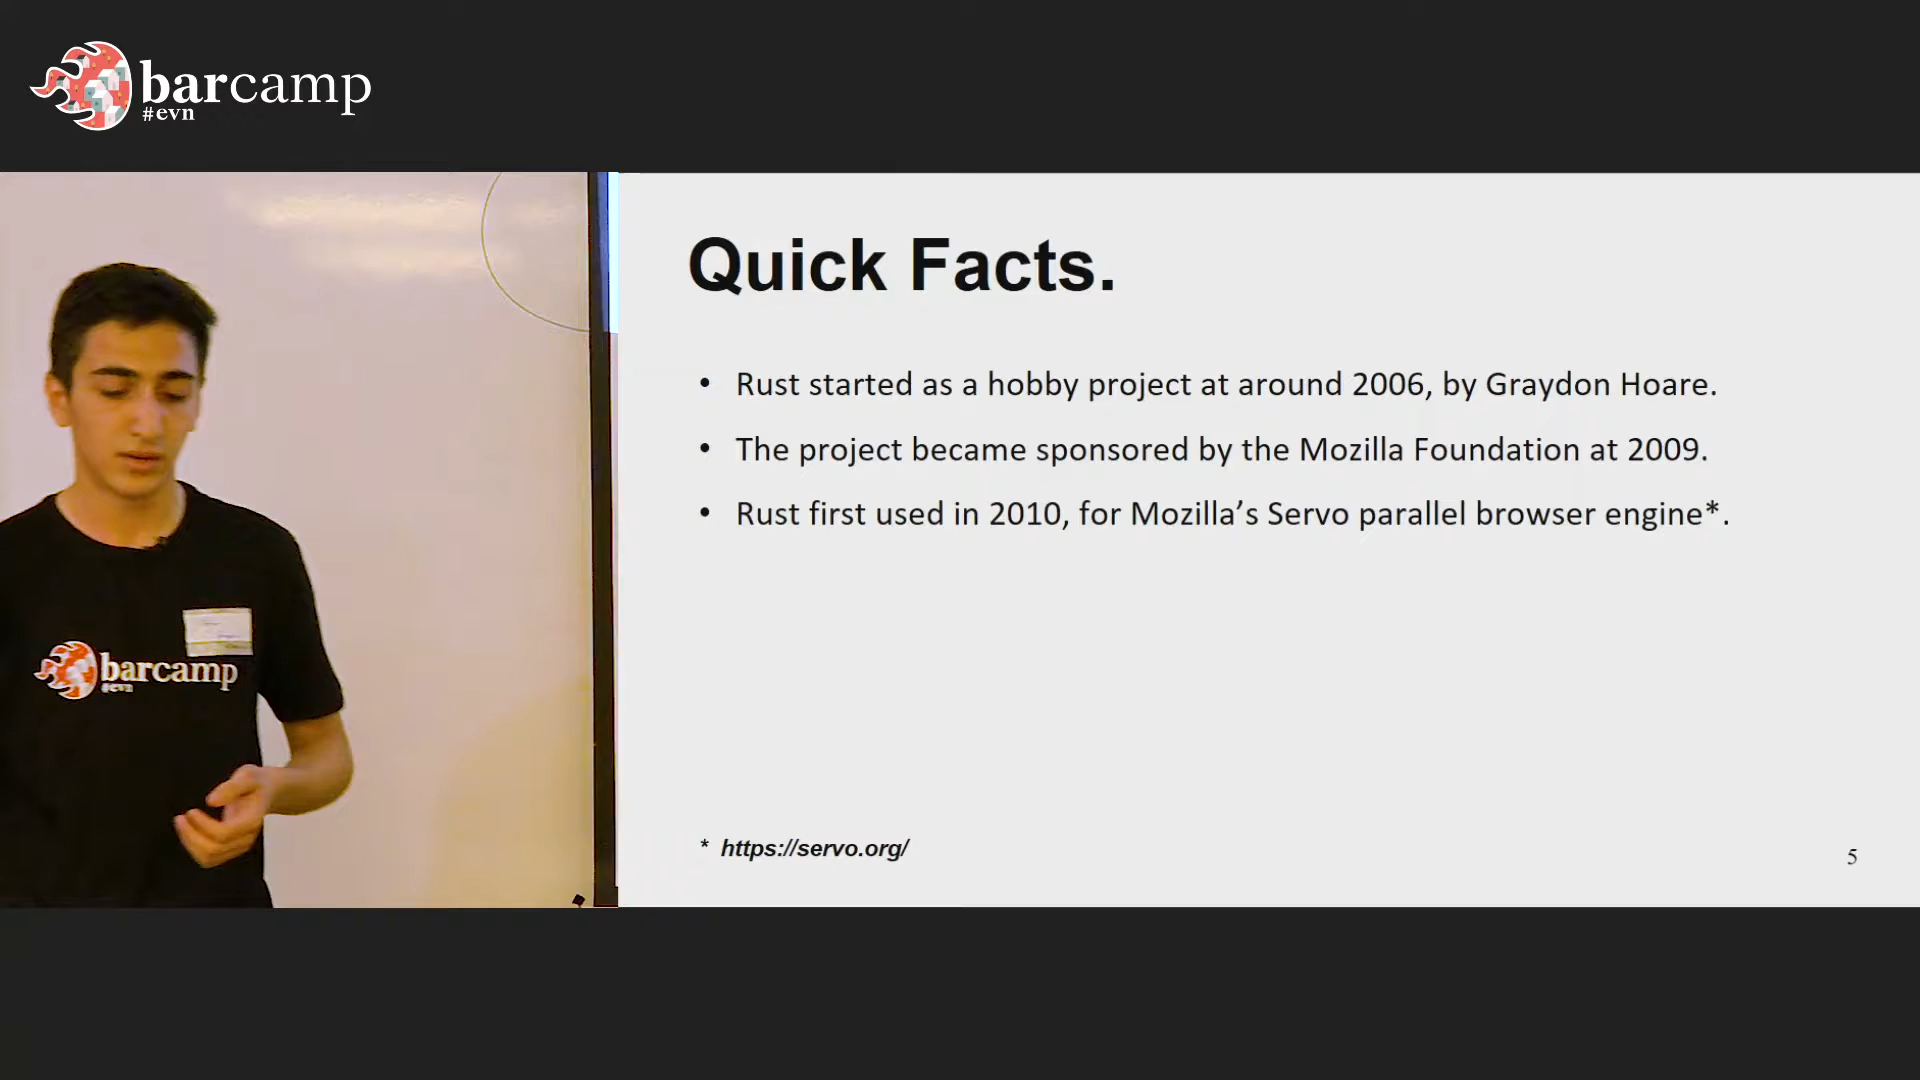 barcamp
#evn
Quick Facts.
• Rust started as a hobby project at around 2006, by Graydon Hoare.
• The project became sponsored by the Mozilla Foundation at 2009.
• Rust first used in 2010, for Mozilla’s Servo parallel browser engine*.
* https://servo.org/
5
barcamp
#evn